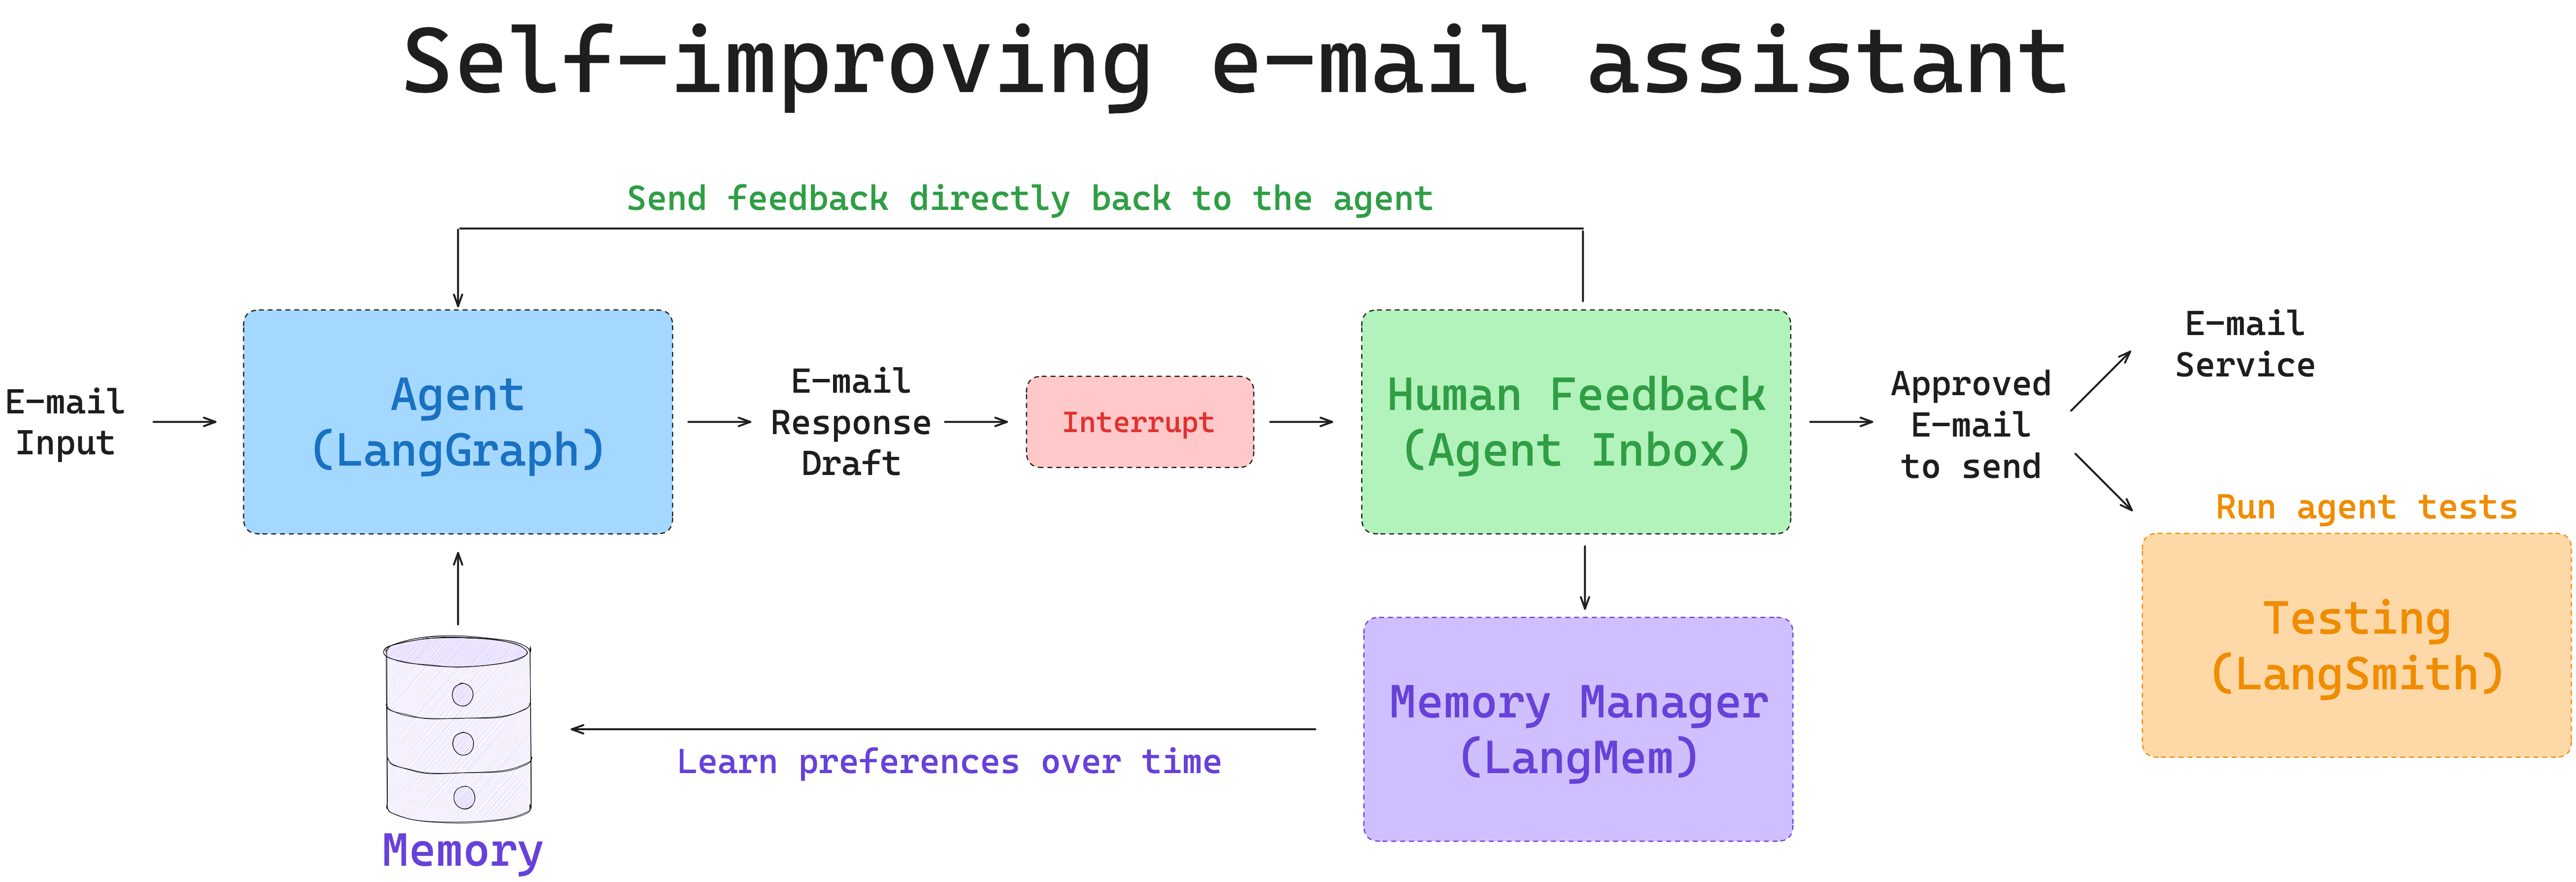 Self-improving e-mail assistant
Send feedback directly back to the agent
E-mail
Input
Agent
(LangGraph)
E-mail
Response
Draft
Interrupt
Human Feedback
(Agent Inbox)
Approved
E-mail
to send
E-mail
Service
Run agent tests
Testing
(LangSmith)
Memory Manager
(LangMem)
Learn preferences over time
Memory